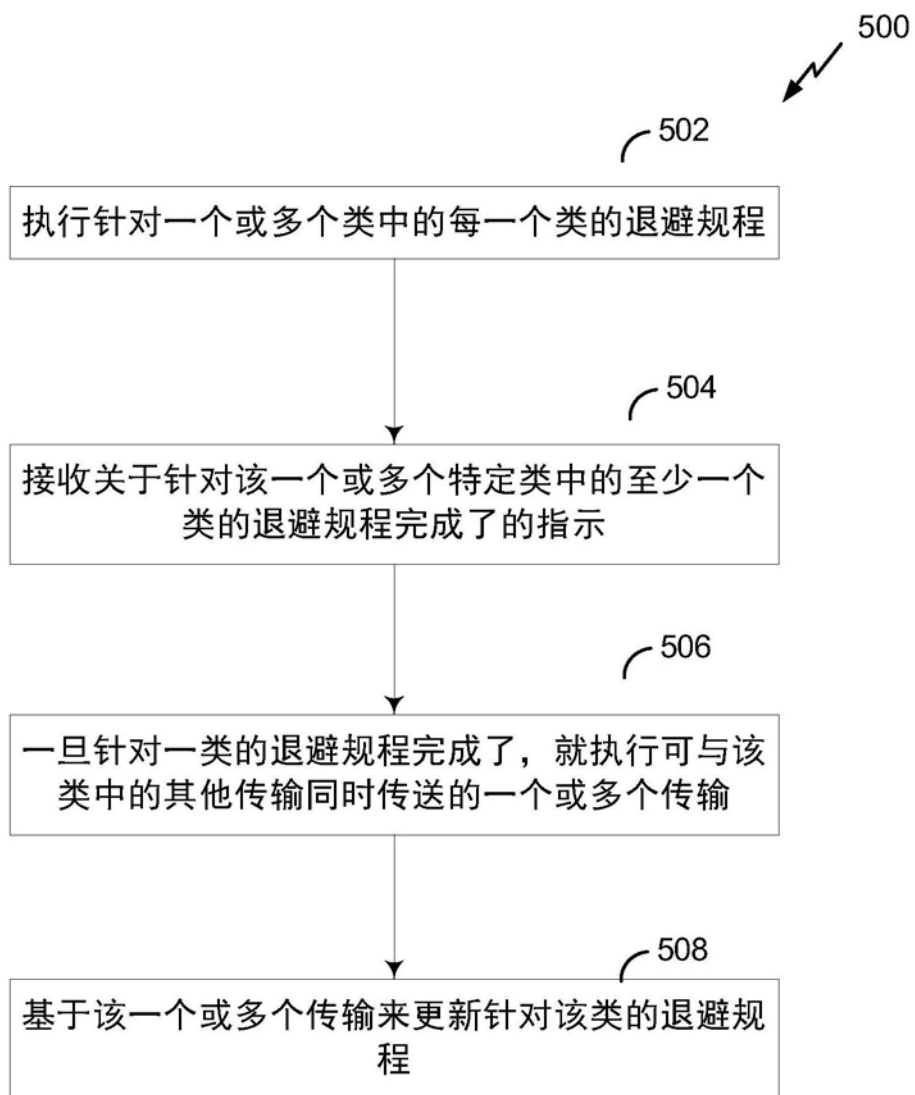 500
502
执行针对一个或多个类中的每一个类的退避规程
504
接收关于针对该一个或多个特定类中的至少一个
类的退避规程完成了的指示
506
一旦针对一类的退避规程完成了，就执行可与该
类中的其他传输同时传送的一个或多个传输
508
基于该一个或多个传输来更新针对该类的退避规
程